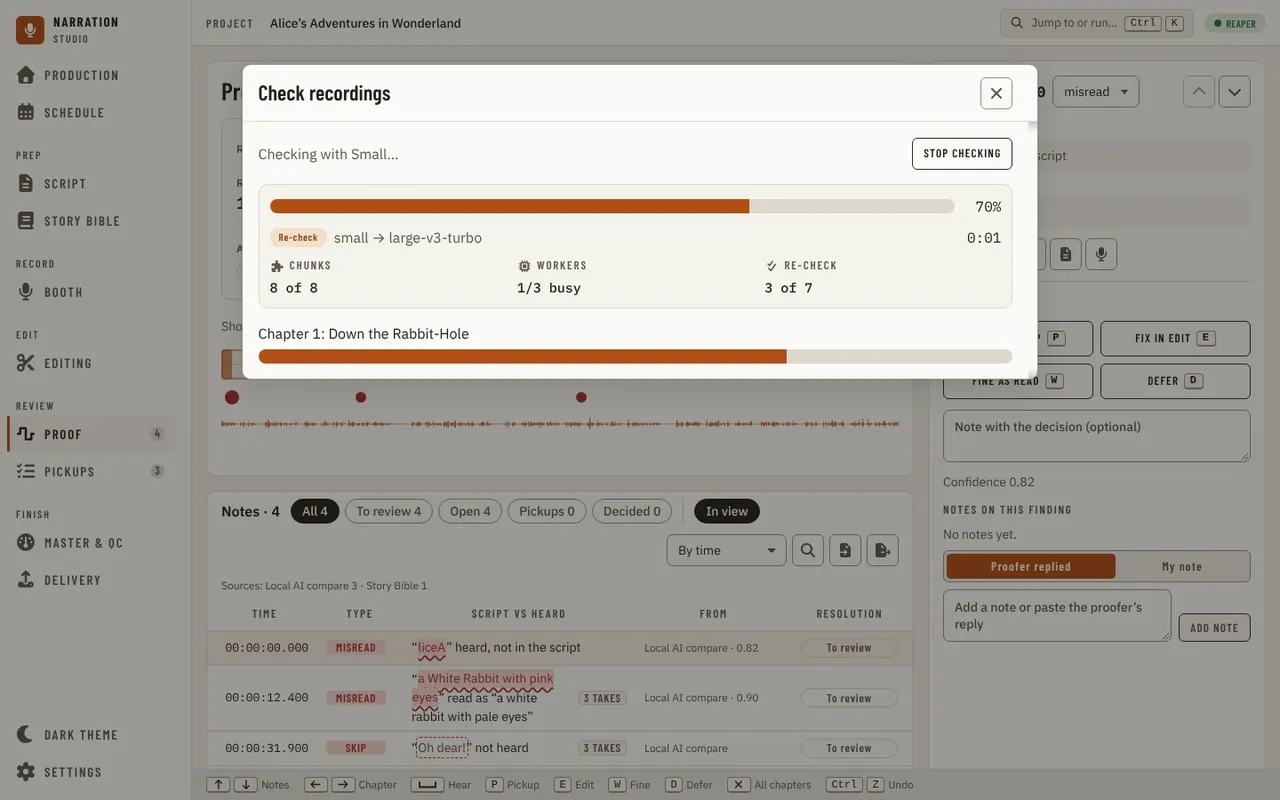 NARRATION
STUDIO
PROJECT Alice's Adventures in Wonderland
Jump to or run... Ctrl K
REAPER
PRODUCTION
SCHEDULE
PREP
SCRIPT
STORY BIBLE
RECORD
BOOTH
EDIT
EDITING
REVIEW
PROOF 4
PICKUPS 3
FINISH
MASTER & QC
DELIVERY
DARK THEME
SETTINGS
Check recordings
Checking with Small...
STOP CHECKING
70%
Re-check small → large-v3-turbo 0:01
CHUNKS WORKERS RE-CHECK
8 of 8 1/3 busy 3 of 7
Chapter 1: Down the Rabbit-Hole
Notes · 4 All 4 To review 4 Open 4 Pickups 0 Decided 0 In view
By time
Sources: Local AI compare 3 · Story Bible 1
TIME TYPE SCRIPT VS HEARD FROM RESOLUTION
00:00:00.000 MISREAD “liceA” heard, not in the script Local AI compare · 0.82 To review
“a White Rabbit with pink
00:00:12.400 MISREAD eyes” read as “a white 3 TAKES Local AI compare · 0.90 To review
rabbit with pale eyes”
00:00:31.900 SKIP “Oh dear!” not heard 3 TAKES Local AI compare To review
misread
P FIX IN EDIT E
FINE AS READ W DEFER D
Note with the decision (optional)
Confidence 0.82
NOTES ON THIS FINDING
No notes yet.
Proofer replied My note
Add a note or paste the proofer's
reply
ADD NOTE
↑ ↓ Notes ← → Chapter Hear P Pickup E Edit W Fine D Defer X All chapters Ctrl Z Undo